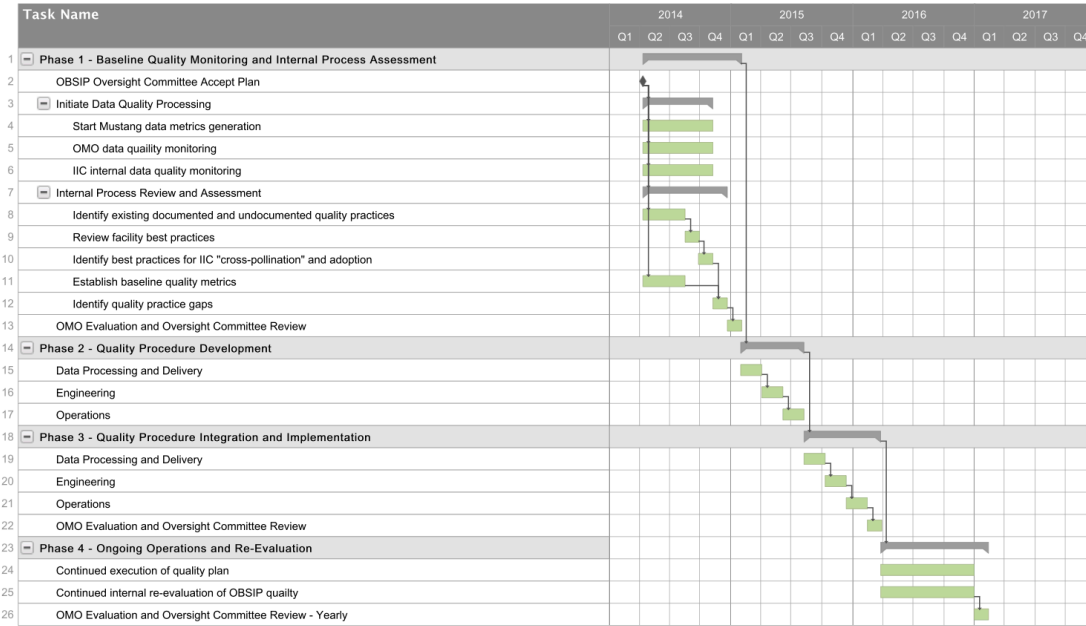 Task Name
2014 2015 2016 2017
Q1 Q2 Q3 Q4 Q1 Q2 Q3 Q4 Q1 Q2 Q3 Q4 Q1 Q2 Q3 Q4
1 Phase 1 - Baseline Quality Monitoring and Internal Process Assessment
2 OBSIP Oversight Committee Accept Plan
3 Initiate Data Quality Processing
4 Start Mustang data metrics generation
5 OMO data quaility monitoring
6 IIC internal data quality monitoring
7 Internal Process Review and Assessment
8 Identify existing documented and undocumented quality practices
9 Review facility best practices
10 Identify best practices for IIC "cross-pollination" and adoption
11 Establish baseline quality metrics
12 Identify quality practice gaps
13 OMO Evaluation and Oversight Committee Review
14 Phase 2 - Quality Procedure Development
15 Data Processing and Delivery
16 Engineering
17 Operations
18 Phase 3 - Quality Procedure Integration and Implementation
19 Data Processing and Delivery
20 Engineering
21 Operations
22 OMO Evaluation and Oversight Committee Review
23 Phase 4 - Ongoing Operations and Re-Evaluation
24 Continued execution of quality plan
25 Continued internal re-evaluation of OBSIP quailty
26 OMO Evaluation and Oversight Committee Review - Yearly